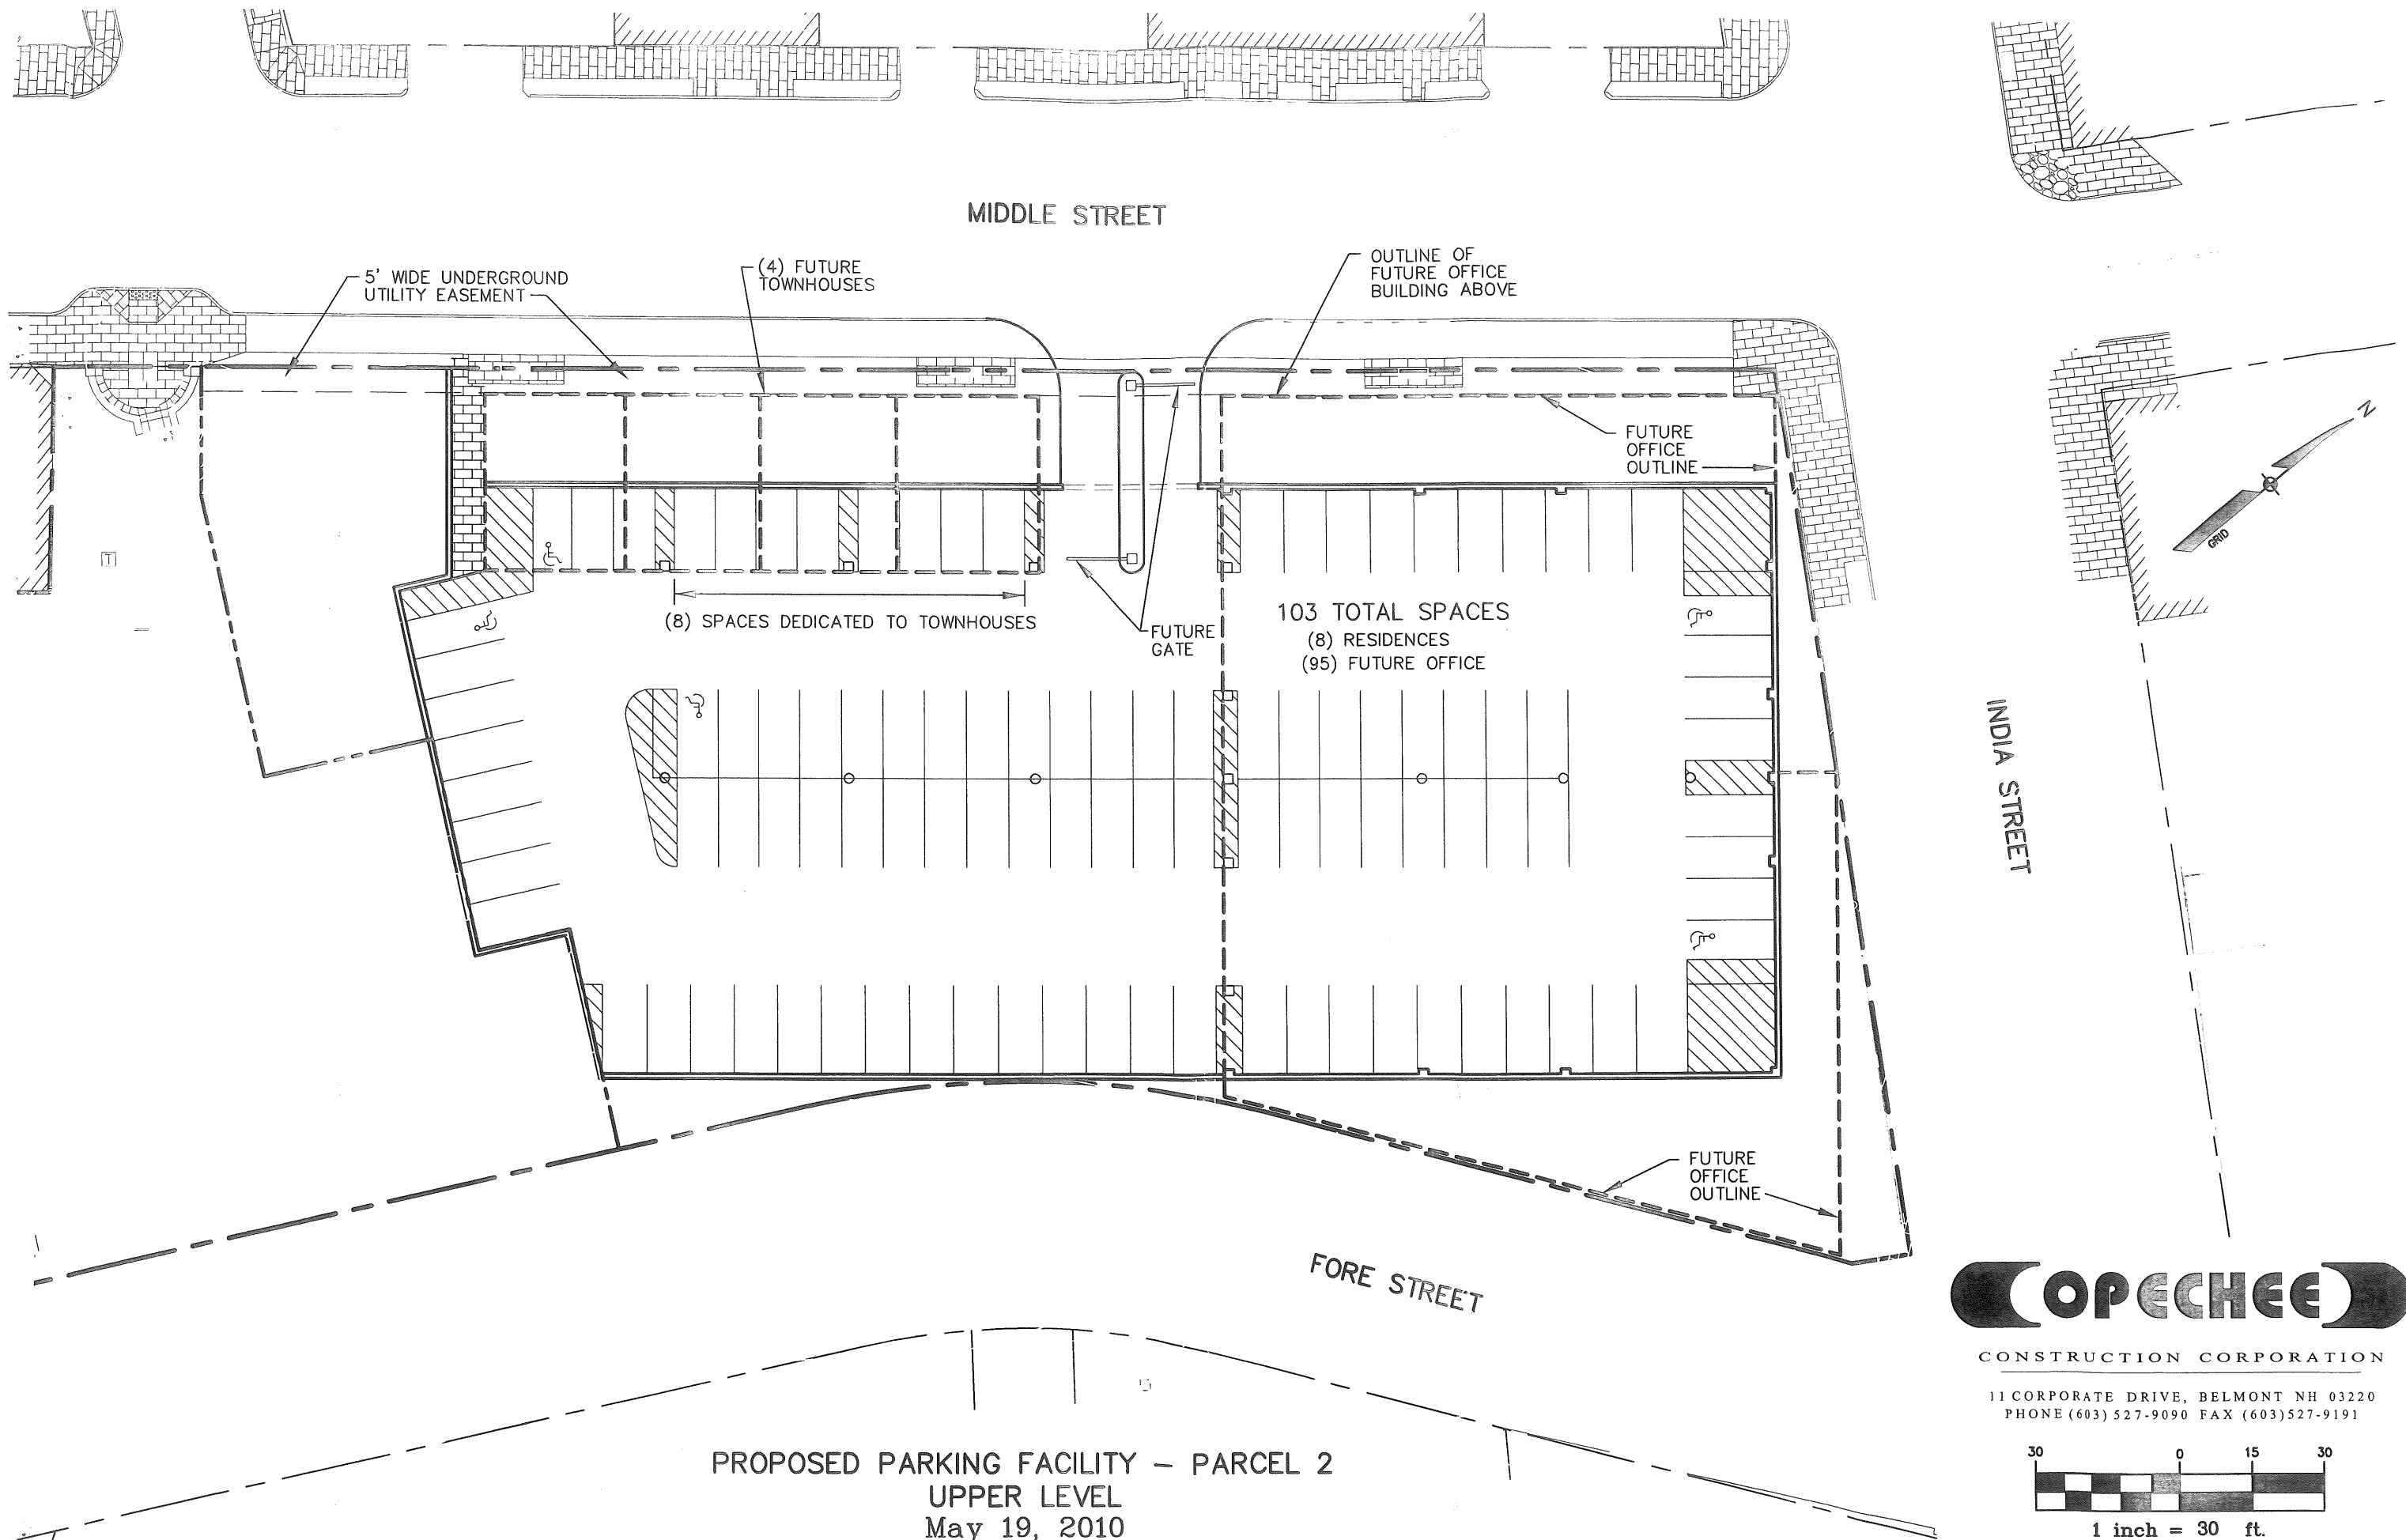 MIDDLE STREET
5' WIDE UNDERGROUND
UTILITY EASEMENT
(4) FUTURE
TOWNHOUSES
OUTLINE OF
FUTURE OFFICE
BUILDING ABOVE
FUTURE
OFFICE
OUTLINE
N
GRID
T
(8) SPACES DEDICATED TO TOWNHOUSES
FUTURE
GATE
103 TOTAL SPACES
(8) RESIDENCES
(95) FUTURE OFFICE
INDIA STREET
FUTURE
OFFICE
OUTLINE
FORE STREET
OPECHEE
CONSTRUCTION CORPORATION
11 CORPORATE DRIVE, BELMONT NH 03220
PHONE (603) 527-9090 FAX (603)527-9191
30 0 15 30
1 inch = 30 ft.
PROPOSED PARKING FACILITY - PARCEL 2
UPPER LEVEL
May 19, 2010